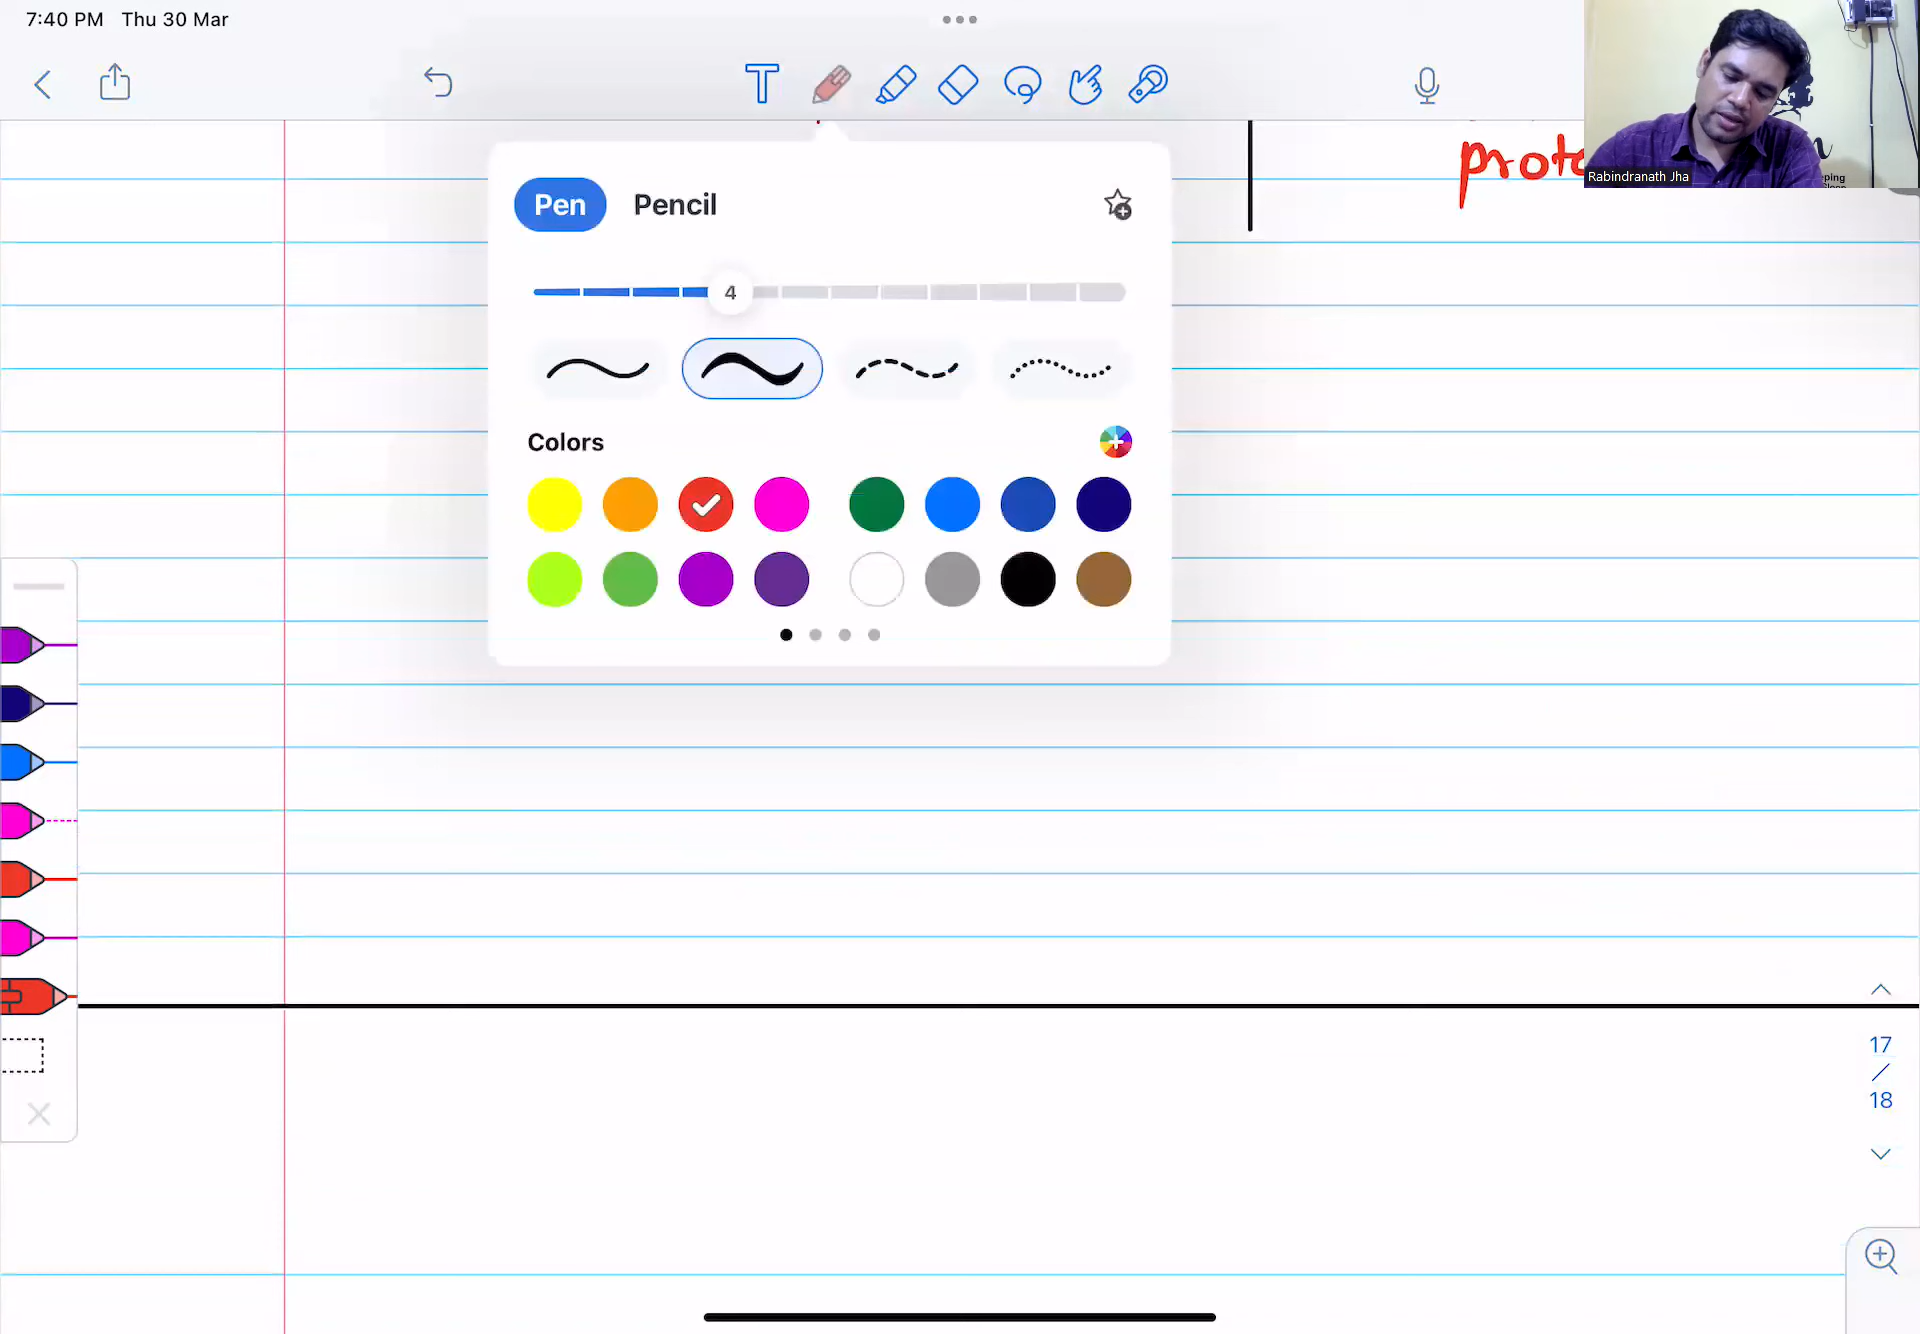 7:40 PM Thu 30 Mar
T
Rabindranath Jha
Pen Pencil
4
Colors
17
/
18